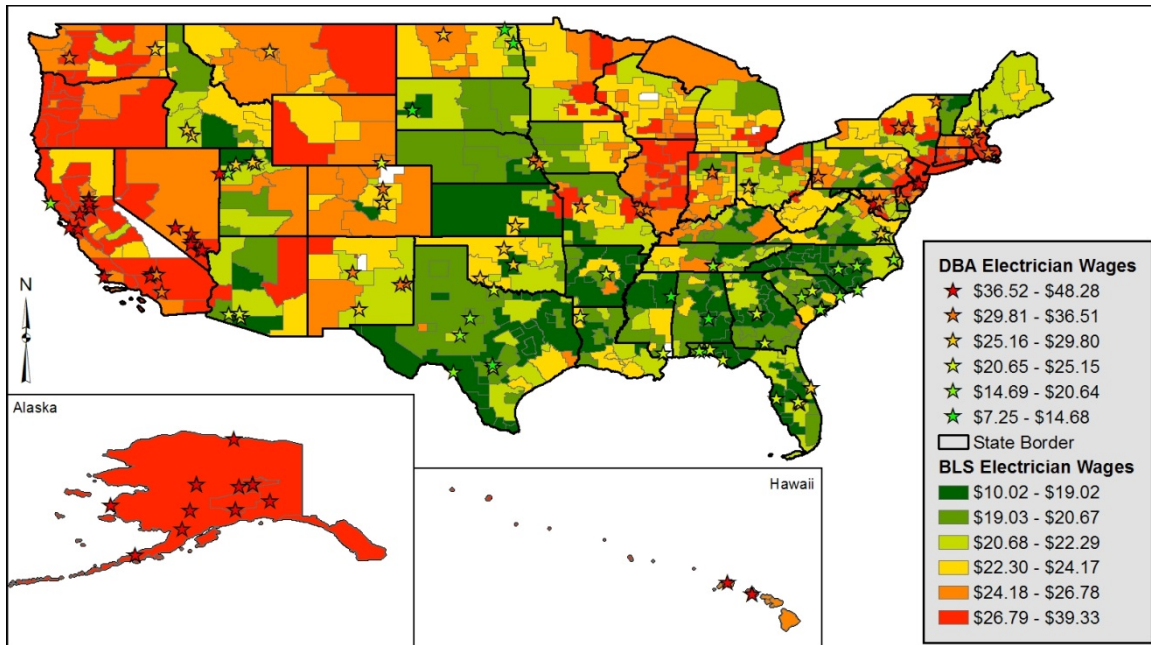 N
Alaska
Hawaii
DBA Electrician Wages
$36.52 - $48.28
$29.81 - $36.51
$25.16 - $29.80
$20.65 - $25.15
$14.69 - $20.64
$7.25 - $14.68
State Border
BLS Electrician Wages
$10.02 - $19.02
$19.03 - $20.67
$20.68 - $22.29
$22.30 - $24.17
$24.18 - $26.78
$26.79 - $39.33